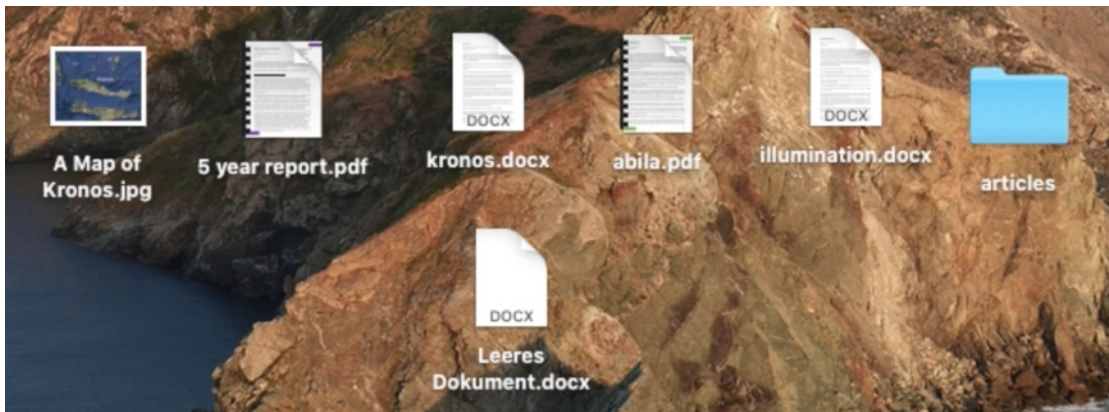 A Map of
Kronos.jpg
5 year report.pdf
DOCX
kronos.docx
abila.pdf
DOCX
illumination.docx
articles
DOCX
Leeres
Dokument.docx